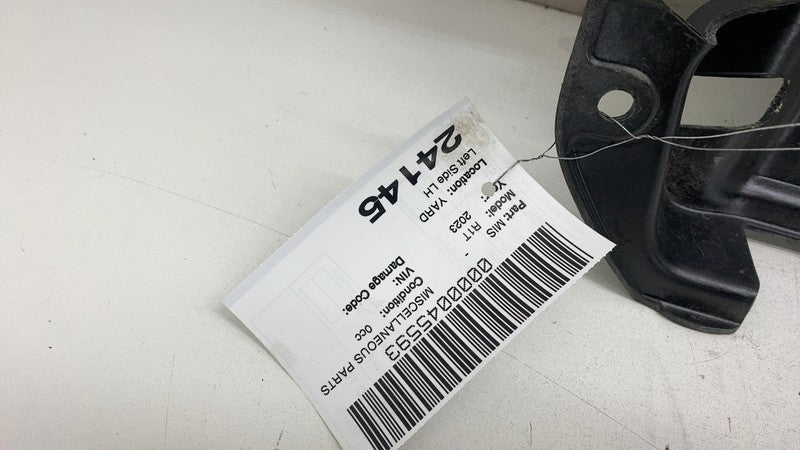 0000045593
Part: MIS - MISCELLANEOUS PARTS
Model: R1T Condition: OCC
Yr: 2023 VIN:
Location: YARD Damage Code:
Left Side LH
24145